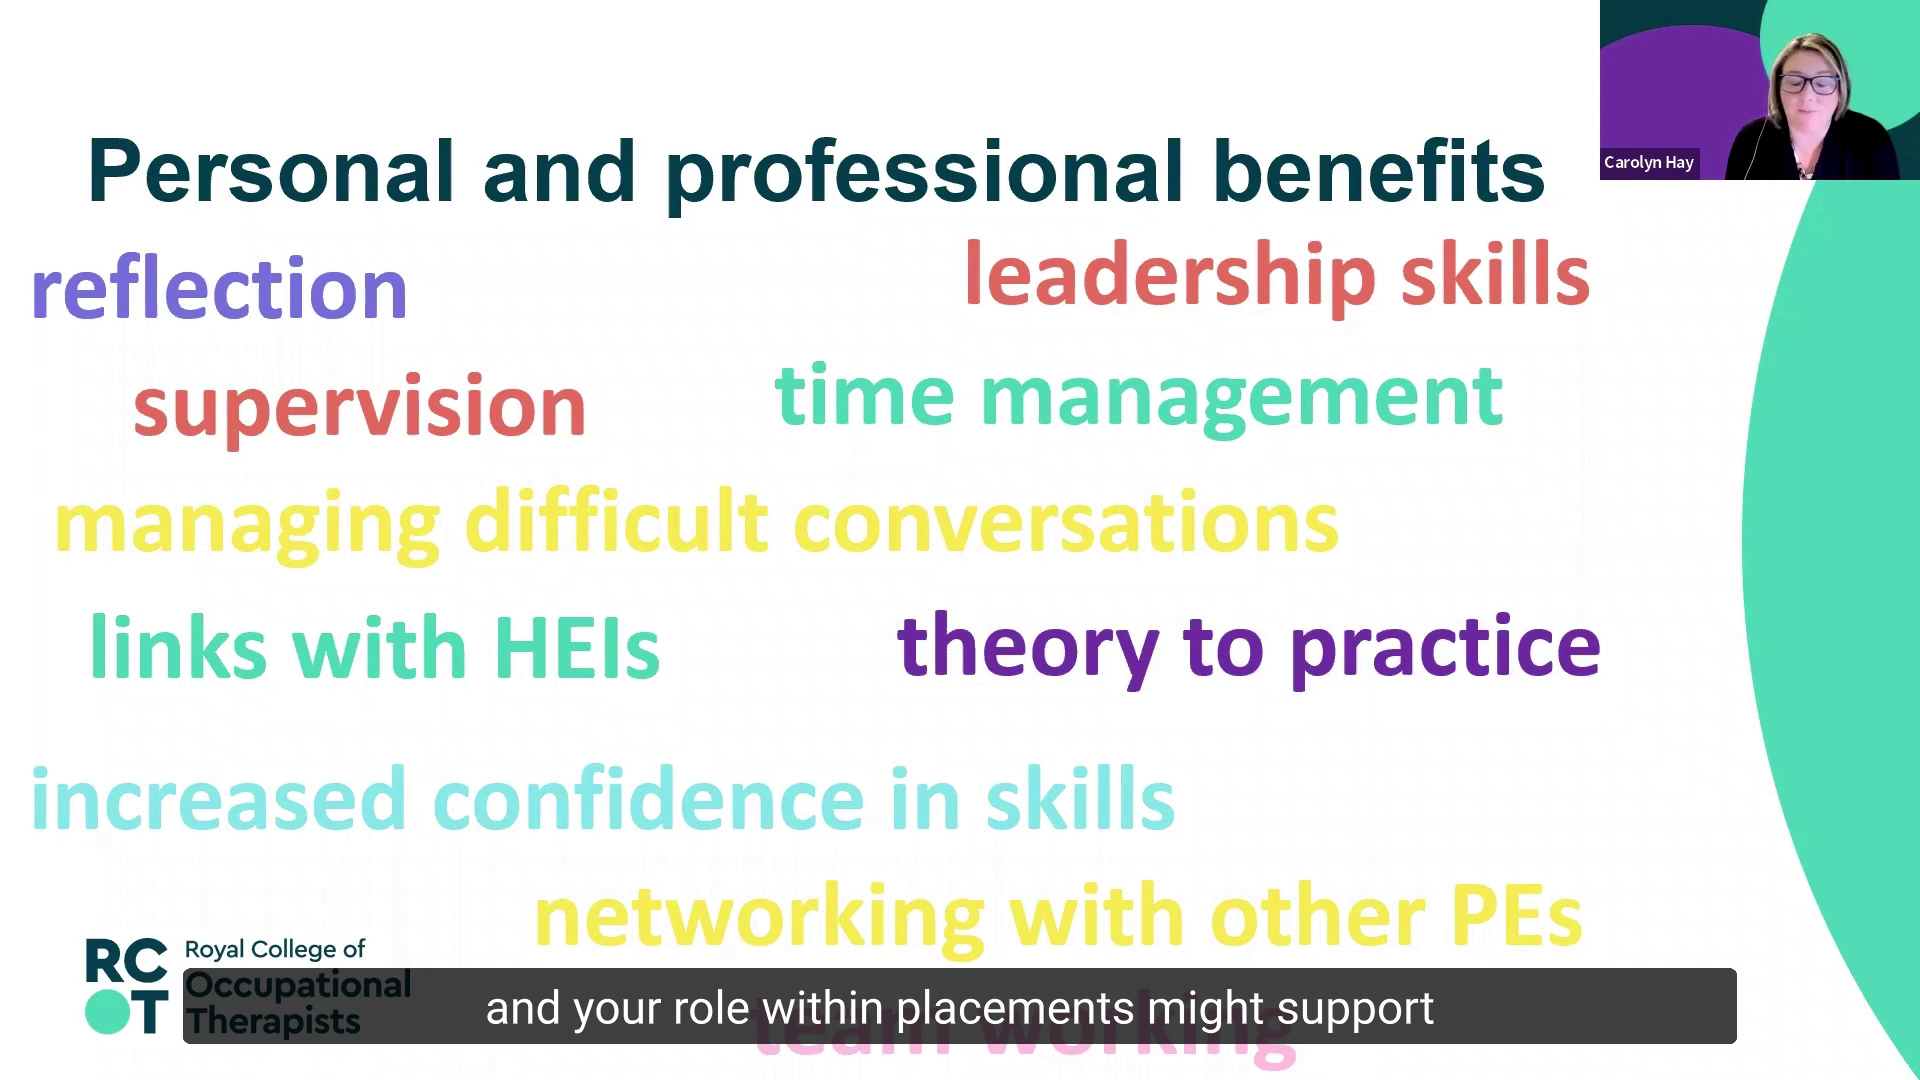 Personal and professional benefits
Carolyn Hay
reflection
leadership skills
supervision
time management
managing difficult conversations
links with HEIs
theory to practice
increased confidence in skills
networking with other PEs
RC
OT
Royal College of
Occupational
Therapists
team working
and your role within placements might support